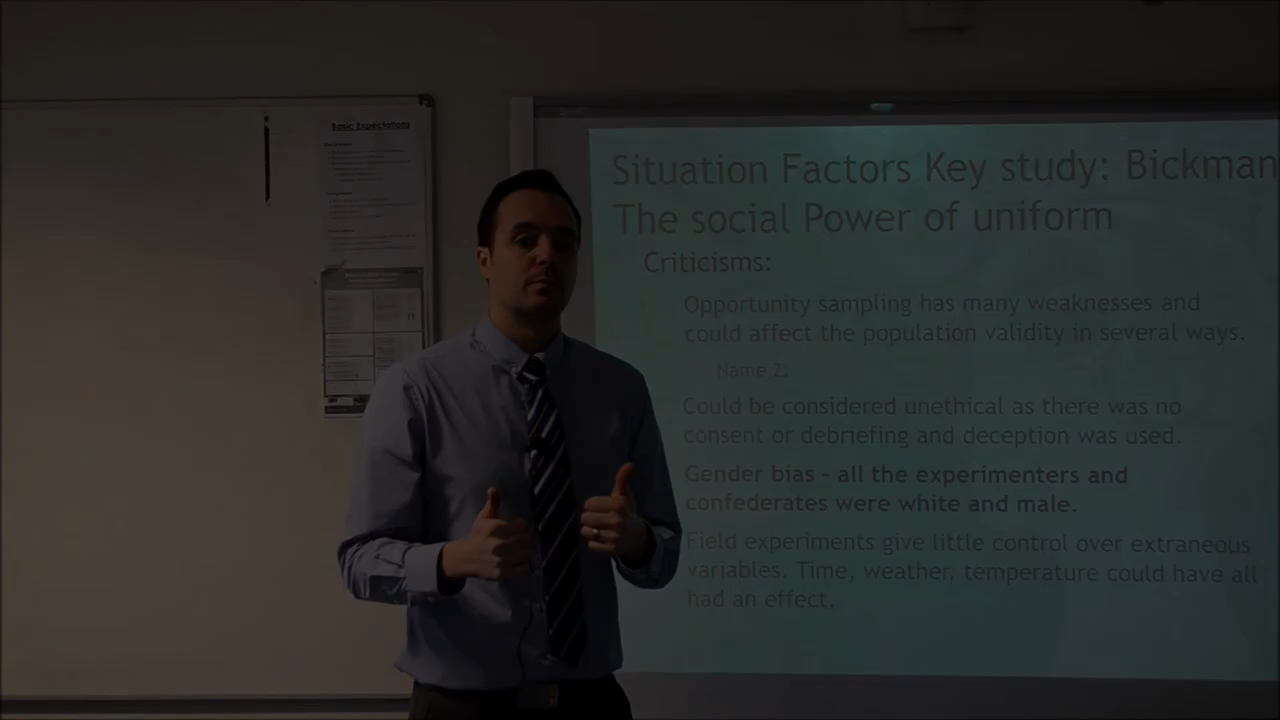 Basic Expectations
Situation Factors Key study: Bickman
The social Power of uniform
Criticisms:
Opportunity sampling has many weaknesses and
could affect the population validity in several ways.
Name 2:
Could be considered unethical as there was no
consent or debriefing and deception was used.
Gender bias – all the experimenters and
confederates were white and male.
Field experiments give little control over extraneous
variables. Time, weather, temperature could have all
had an effect.